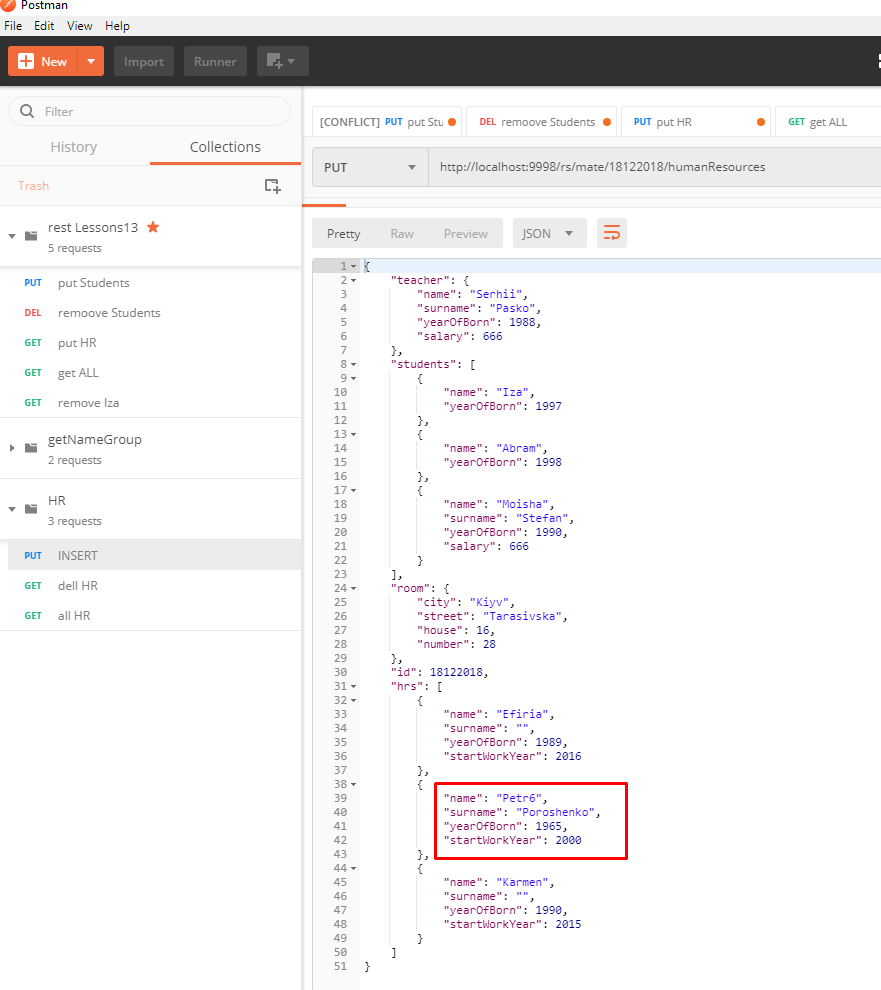 Postman
File Edit View Help
New Import Runner
Filter
History Collections
Trash
rest Lessons13
5 requests
PUT put Students
DEL remoove Students
GET put HR
GET get ALL
GET remove Iza
getNameGroup
2 requests
HR
3 requests
PUT INSERT
GET dell HR
GET all HR
[CONFLICT] PUT put Stu DEL remoove Students PUT put HR GET get ALL
PUT http://localhost:9998/rs/mate/18122018/humanResources
Pretty Raw Preview JSON
1 {
2 "teacher": {
3 "name": "Serhii",
4 "surname": "Pasko",
5 "yearOfBorn": 1988,
6 "salary": 666
7 },
8 "students": [
9 {
10 "name": "Iza",
11 "yearOfBorn": 1997
12 },
13 {
14 "name": "Abram",
15 "yearOfBorn": 1998
16 },
17 {
18 "name": "Moisha",
19 "surname": "Stefan",
20 "yearOfBorn": 1990,
21 "salary": 666
22 }
23 ],
24 "room": {
25 "city": "Kiyv",
26 "street": "Tarasivska",
27 "house": 16,
28 "number": 28
29 },
30 "id": 18122018,
31 "hrs": [
32 {
33 "name": "Efiria",
34 "surname": "",
35 "yearOfBorn": 1989,
36 "startWorkYear": 2016
37 },
38 {
39 "name": "Petr6",
40 "surname": "Poroshenko",
41 "yearOfBorn": 1965,
42 "startWorkYear": 2000
43 },
44 {
45 "name": "Karmen",
46 "surname": "",
47 "yearOfBorn": 1990,
48 "startWorkYear": 2015
49 }
50 ]
51 }